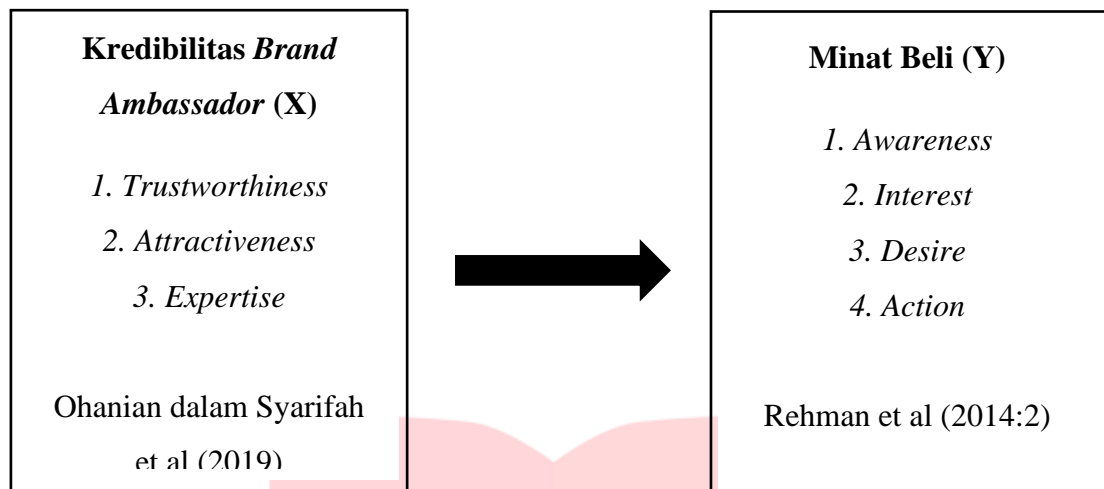 Kredibilitas Brand
Ambassador (X)
1. Trustworthiness
2. Attractiveness
3. Expertise
Ohanian dalam Syarifah
et al (2019)
Minat Beli (Y)
1. Awareness
2. Interest
3. Desire
4. Action
Rehman et al (2014:2)